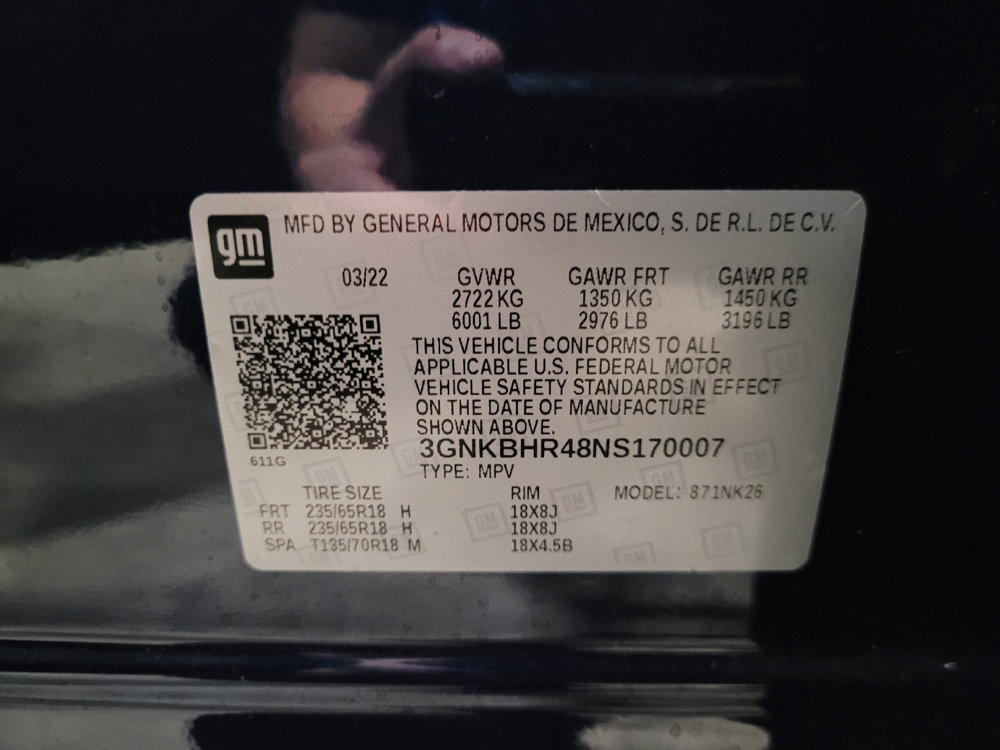 gm
MFD BY GENERAL MOTORS DE MEXICO, S. DE R.L. DE C.V.
03/22 GVWR GAWR FRT GAWR RR
2722 KG 1350 KG 1450 KG
6001 LB 2976 LB 3196 LB
THIS VEHICLE CONFORMS TO ALL
APPLICABLE U.S. FEDERAL MOTOR
VEHICLE SAFETY STANDARDS IN EFFECT
ON THE DATE OF MANUFACTURE
SHOWN ABOVE.
3GNKBHR48NS170007
611G
TYPE: MPV
TIRE SIZE RIM MODEL: 871NK26
FRT 235/65R18 H 18X8J
RR 235/65R18 H 18X8J
SPA T135/70R18 M 18X4.5B